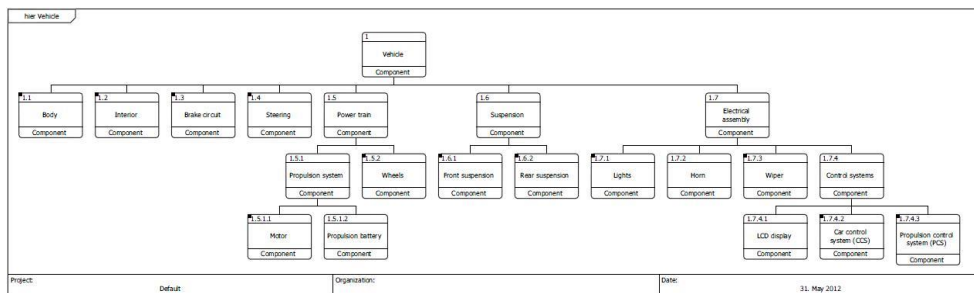 hier Vehicle
1
Vehicle
Component
1.1
Body
Component
1.2
Interior
Component
1.3
Brake circuit
Component
1.4
Steering
Component
1.5
Power train
Component
1.6
Suspension
Component
1.7
Electrical
assembly
Component
1.5.1
Propulsion system
Component
1.5.2
Wheels
Component
1.6.1
Front suspension
Component
1.6.2
Rear suspension
Component
1.7.1
Lights
Component
1.7.2
Horn
Component
1.7.3
Wiper
Component
1.7.4
Control systems
Component
1.5.1.1
Motor
Component
1.5.1.2
Propulsion battery
Component
1.7.4.1
LCD display
Component
1.7.4.2
Car control
system (CCS)
Component
1.7.4.3
Propulsion control
system (PCS)
Component
Project:
Default
Organization:
Date:
31. May 2012